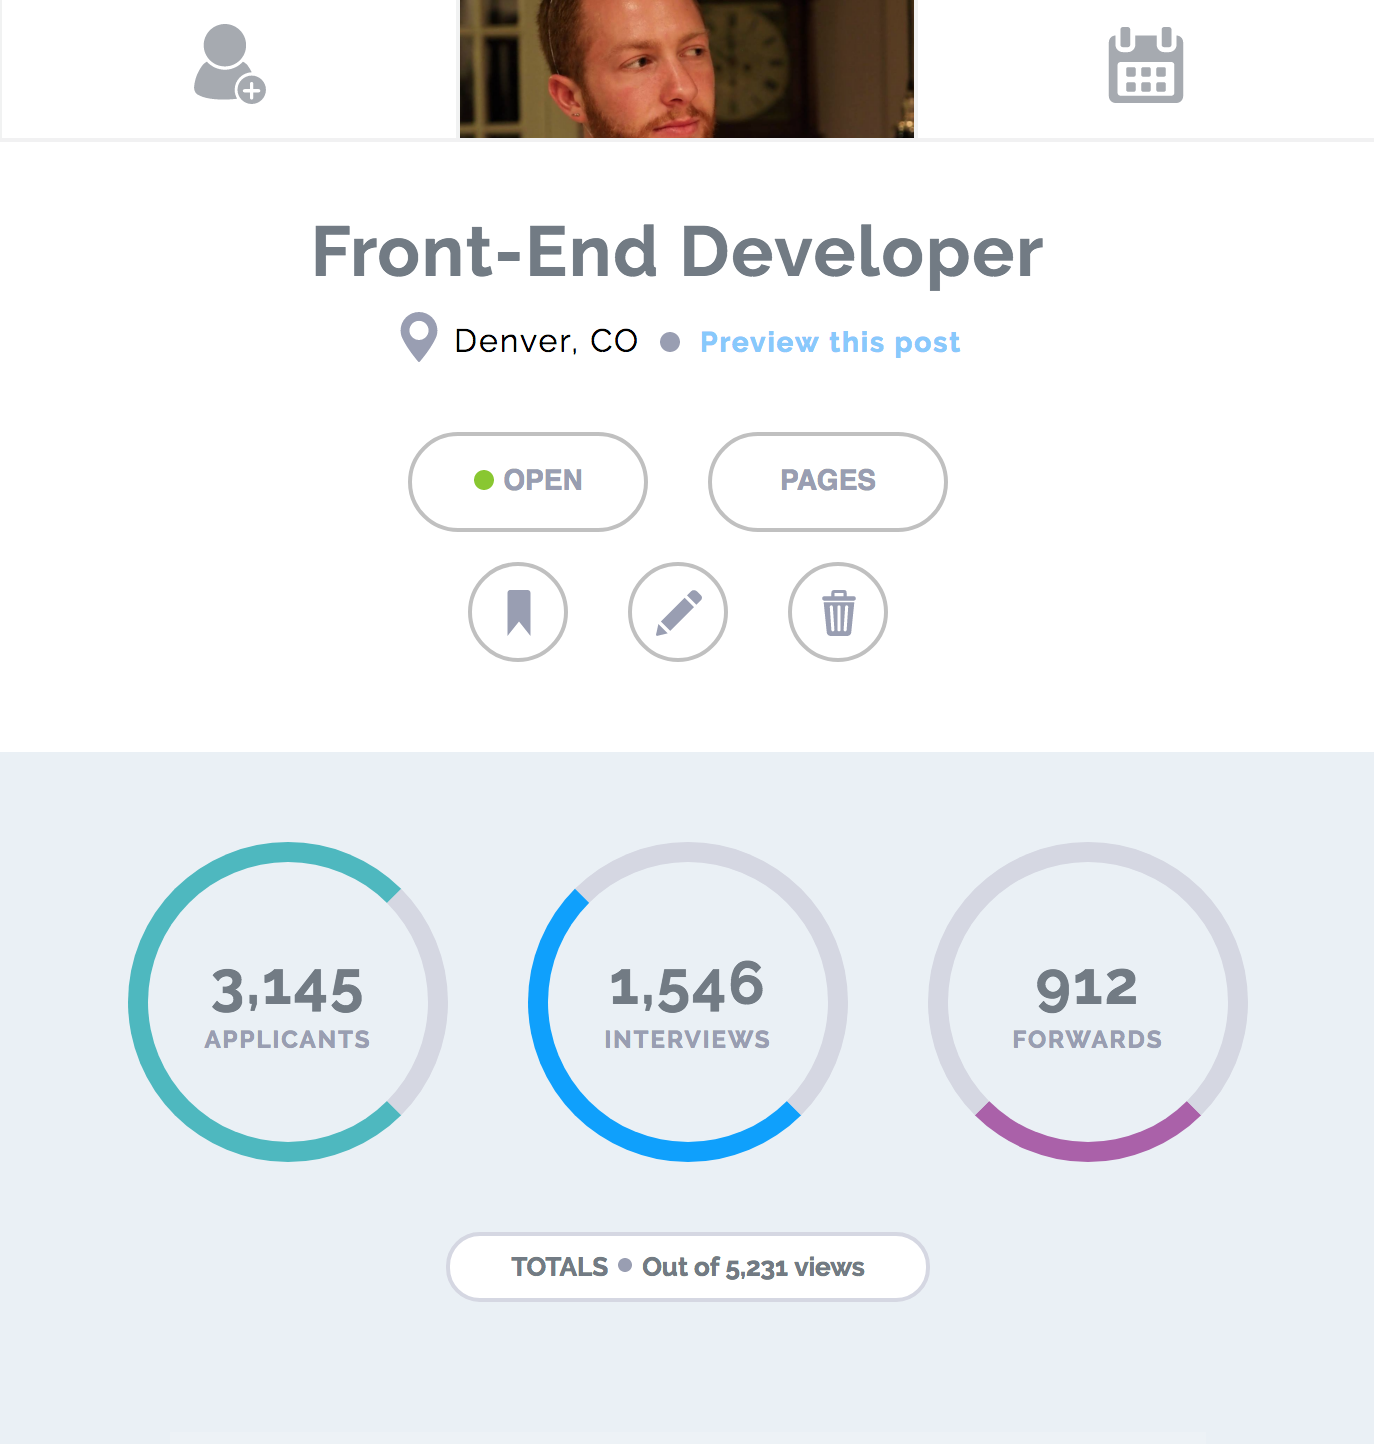 Front-End Developer
Denver, CO Preview this post
OPEN PAGES
3,145 1,546 912
APPLICANTS INTERVIEWS FORWARDS
TOTALS Out of 5,231 views